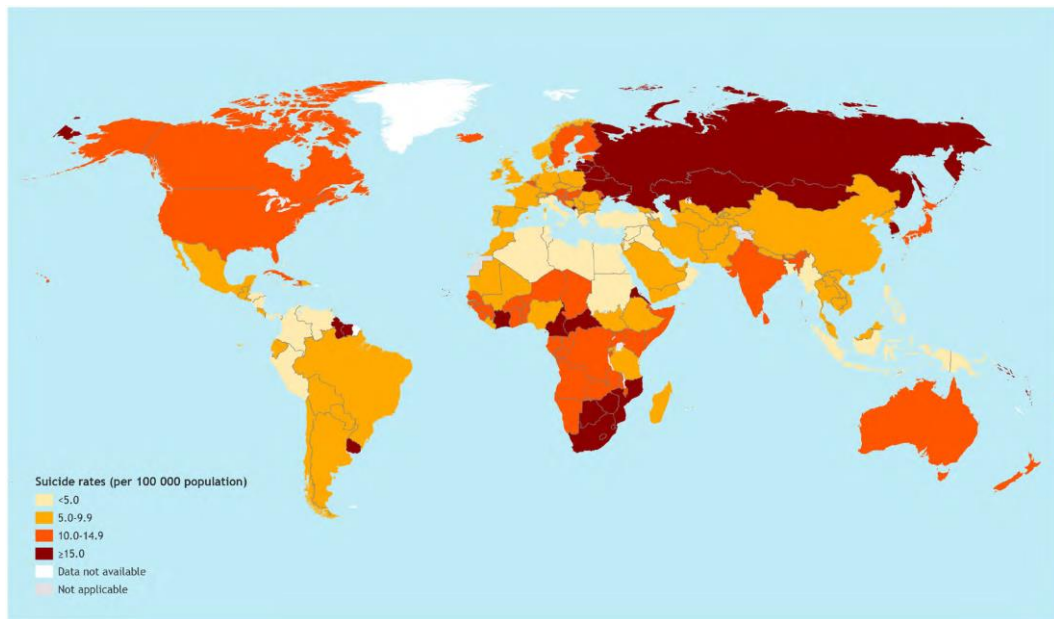 Suicide rates (per 100 000 population)
<5.0
5.0-9.9
10.0-14.9
≥15.0
Data not available
Not applicable